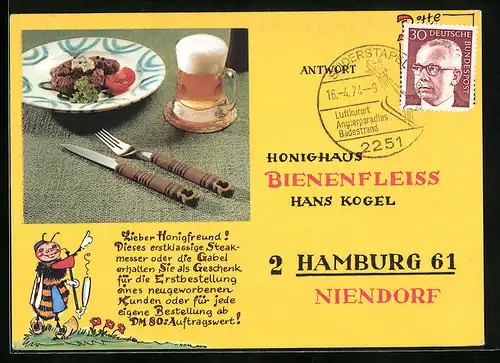 Bitte
30 DEUTSCHE
BUNDESPOST
ANTWORT
16.-4.74-9
Luftkurort
Anglerparadies
Badestrand
2251
HONIGHAUS
BIENENFLEISS
HANS KOGEL
2 HAMBURG 61
NIENDORF
Lieber Honigfreund!
Dieses erstklassige Steak-
messer oder die Gabel
erhalten Sie als Geschenk
für die Erstbestellung
eines neugeworbenen
Kunden oder für jede
eigene Bestellung ab
DM 80:Auftragswert!